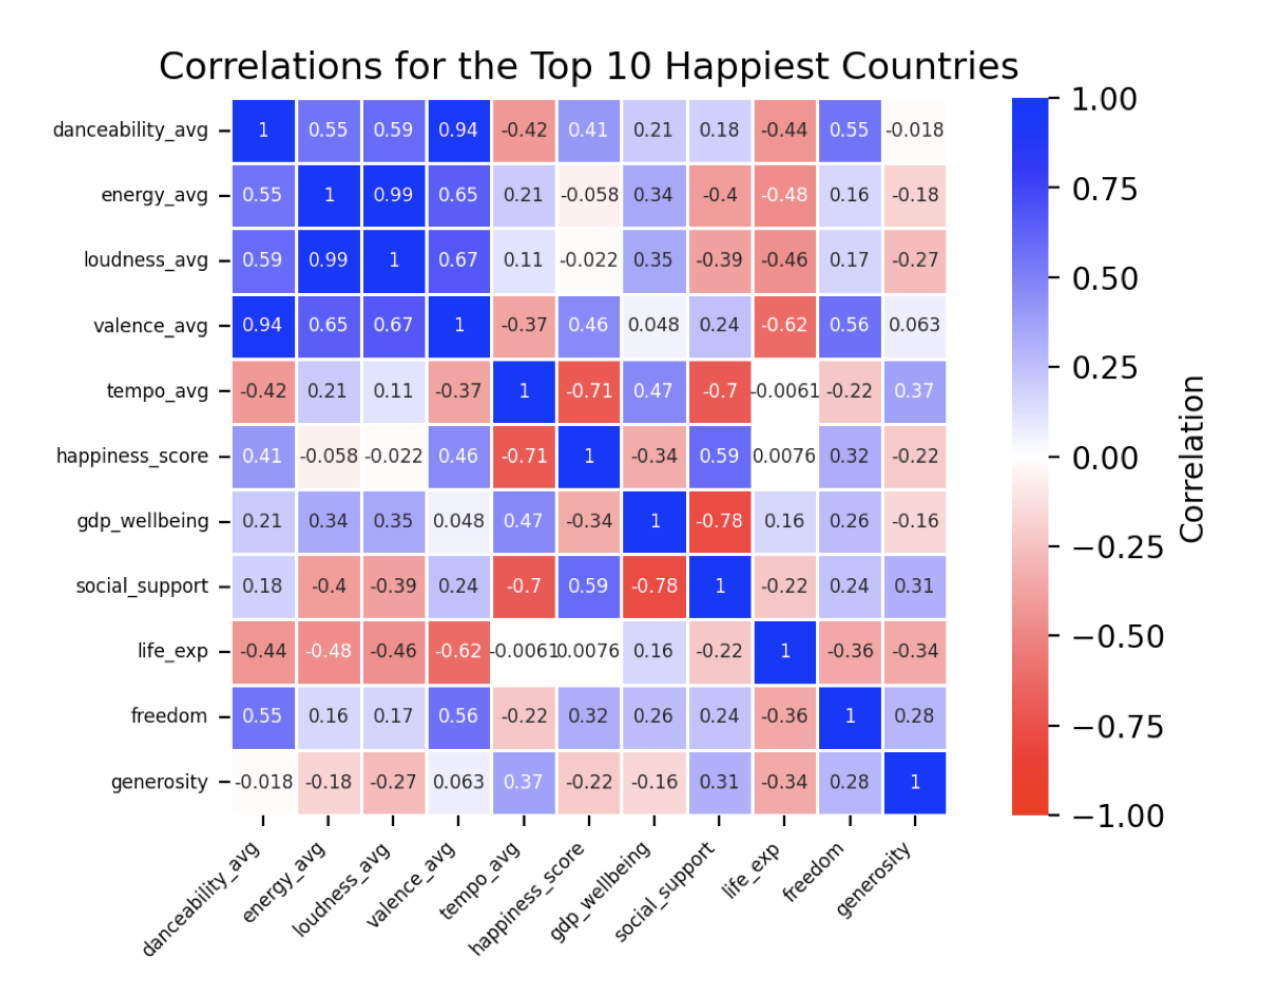 Correlations for the Top 10 Happiest Countries
danceability_avg 1 0.55 0.59 0.94 -0.42 0.41 0.21 0.18 -0.44 0.55 -0.018
energy_avg 0.55 1 0.99 0.65 0.21 -0.058 0.34 -0.4 -0.48 0.16 -0.18
loudness_avg 0.59 0.99 1 0.67 0.11 -0.022 0.35 -0.39 -0.46 0.17 -0.27
valence_avg 0.94 0.65 0.67 1 -0.37 0.46 0.048 0.24 -0.62 0.56 0.063
tempo_avg -0.42 0.21 0.11 -0.37 1 -0.71 0.47 -0.7 -0.0061 -0.22 0.37
happiness_score 0.41 -0.058 -0.022 0.46 -0.71 1 -0.34 0.59 0.0076 0.32 -0.22
gdp_wellbeing 0.21 0.34 0.35 0.048 0.47 -0.34 1 -0.78 0.16 0.26 -0.16
social_support 0.18 -0.4 -0.39 0.24 -0.7 0.59 -0.78 1 -0.22 0.24 0.31
life_exp -0.44 -0.48 -0.46 -0.62 -0.0061 0.0076 0.16 -0.22 1 -0.36 -0.34
freedom 0.55 0.16 0.17 0.56 -0.22 0.32 0.26 0.24 -0.36 1 0.28
generosity -0.018 -0.18 -0.27 0.063 0.37 -0.22 -0.16 0.31 -0.34 0.28 1
danceability_avg
energy_avg
loudness_avg
valence_avg
tempo_avg
happiness_score
gdp_wellbeing
social_support
life_exp
freedom
generosity
1.00
0.75
0.50
0.25
0.00
−0.25
−0.50
−0.75
−1.00
Correlation